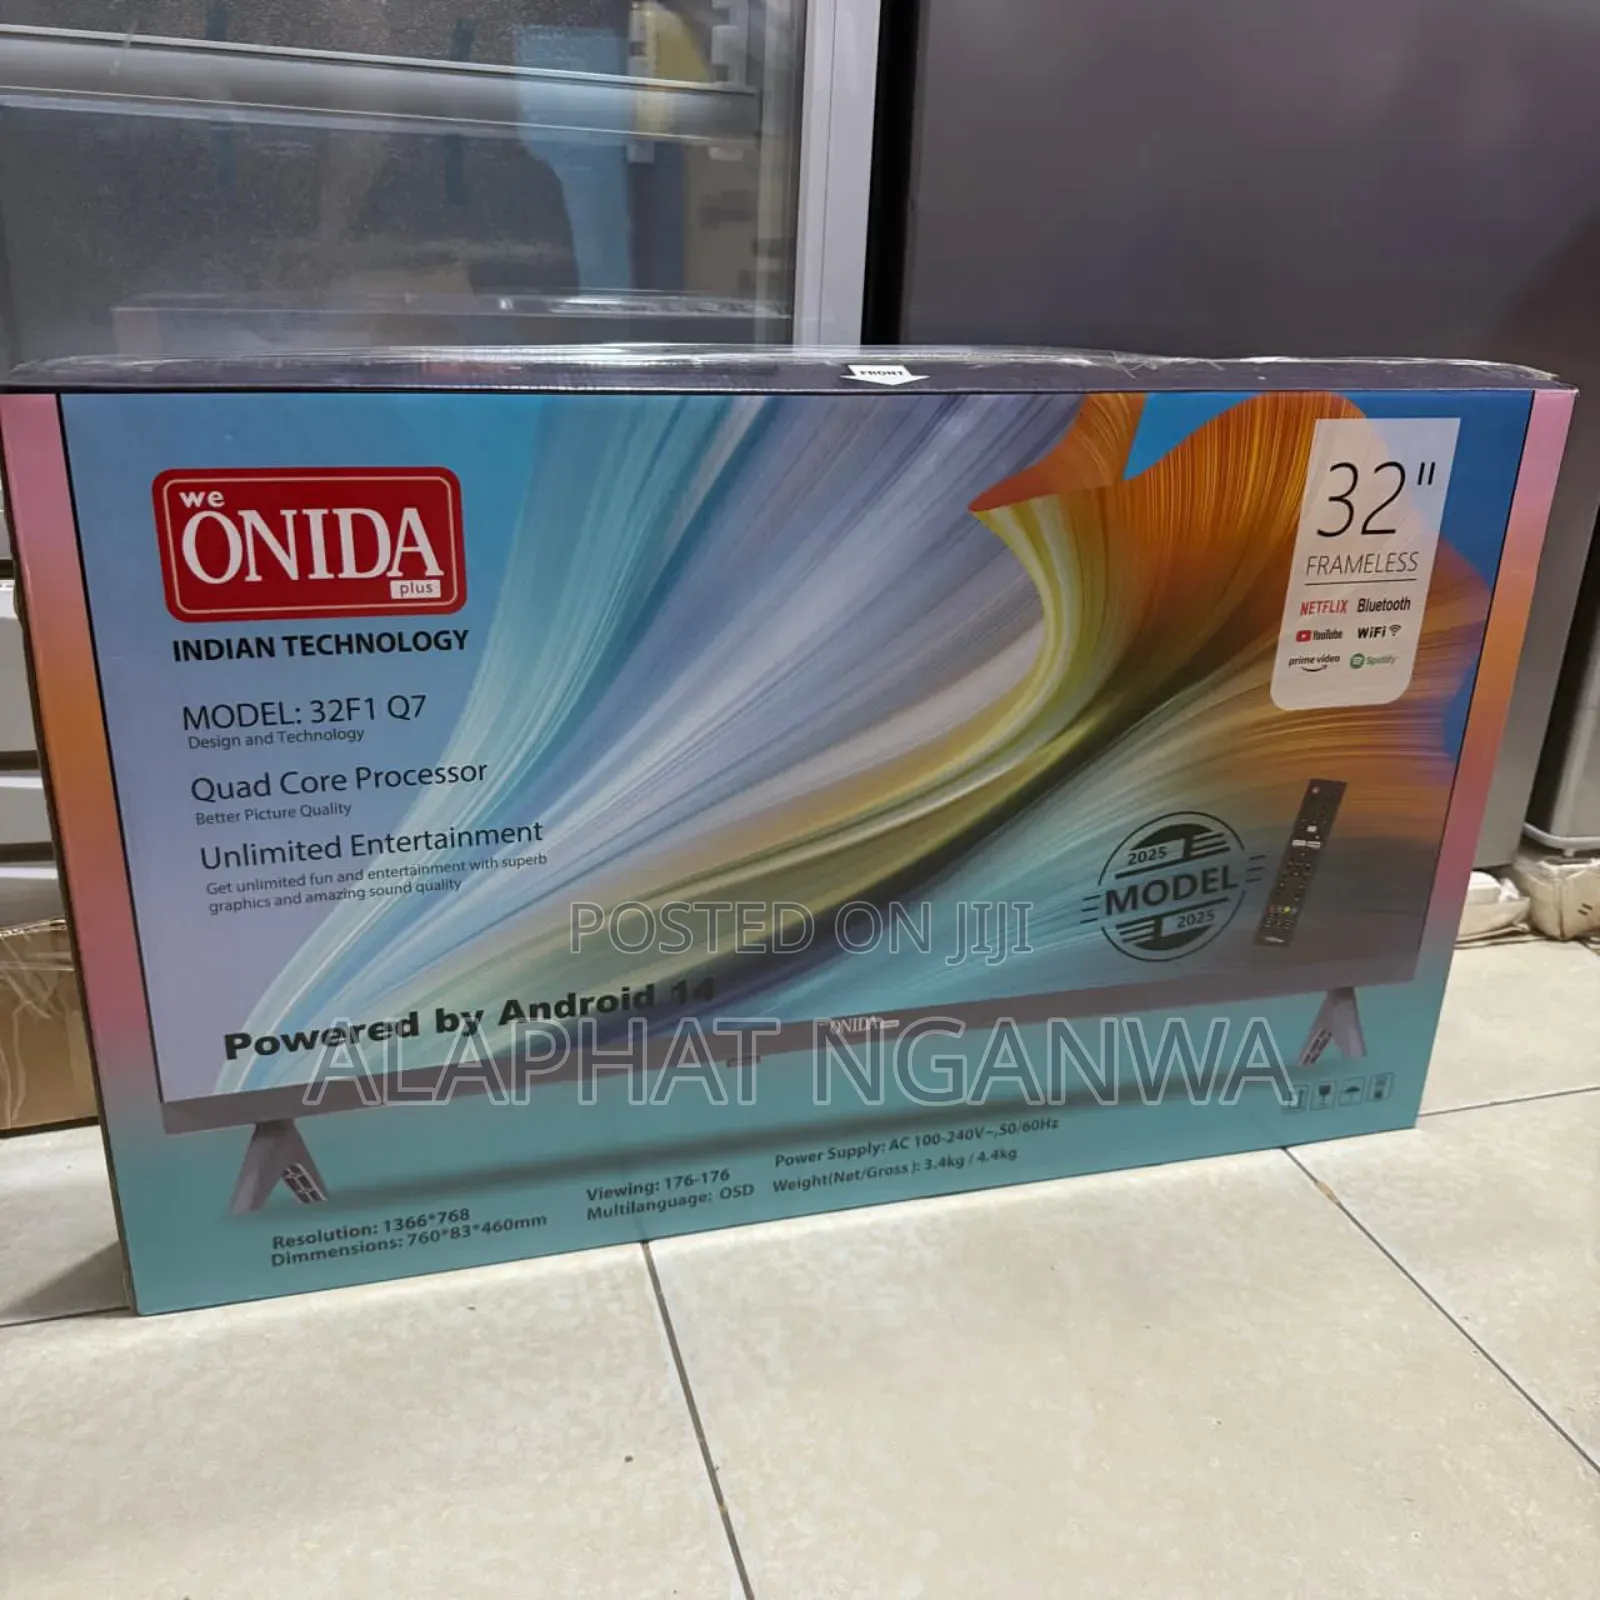 FRONT
we
ONIDA
plus
INDIAN TECHNOLOGY
MODEL: 32F1 Q7
Design and Technology
Quad Core Processor
Better Picture Quality
Unlimited Entertainment
Get unlimited fun and entertainment with superb
graphics and amazing sound quality
Powered by Android 14
32"
FRAMELESS
NETFLIX Bluetooth
YouTube WiFi
prime video Spotify
2025
MODEL
2025
POSTED ON JIJI
ALAPHAT NGANWA
ONIDA
Resolution: 1366*768
Dimmensions: 760*83*460mm
Viewing: 176-176
Multilanguage: OSD
Power Supply: AC 100-240V~,50/60Hz
Weight(Net/Gross ): 3.4kg / 4.4kg